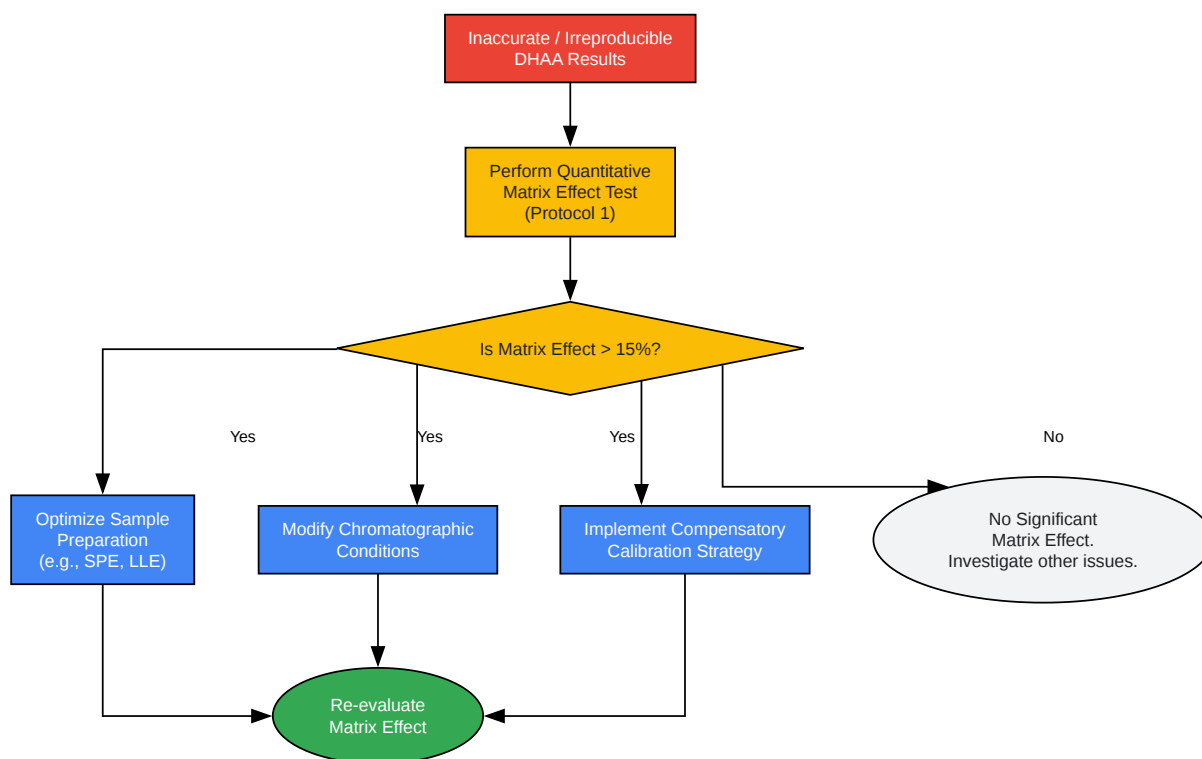 Inaccurate / Irreproducible
DHAA Results
Perform Quantitative
Matrix Effect Test
(Protocol 1)
Is Matrix Effect > 15%?
Yes
Yes
Yes
No
Optimize Sample
Preparation
(e.g., SPE, LLE)
Modify Chromatographic
Conditions
Implement Compensatory
Calibration Strategy
No Significant
Matrix Effect.
Investigate other issues.
Re-evaluate
Matrix Effect